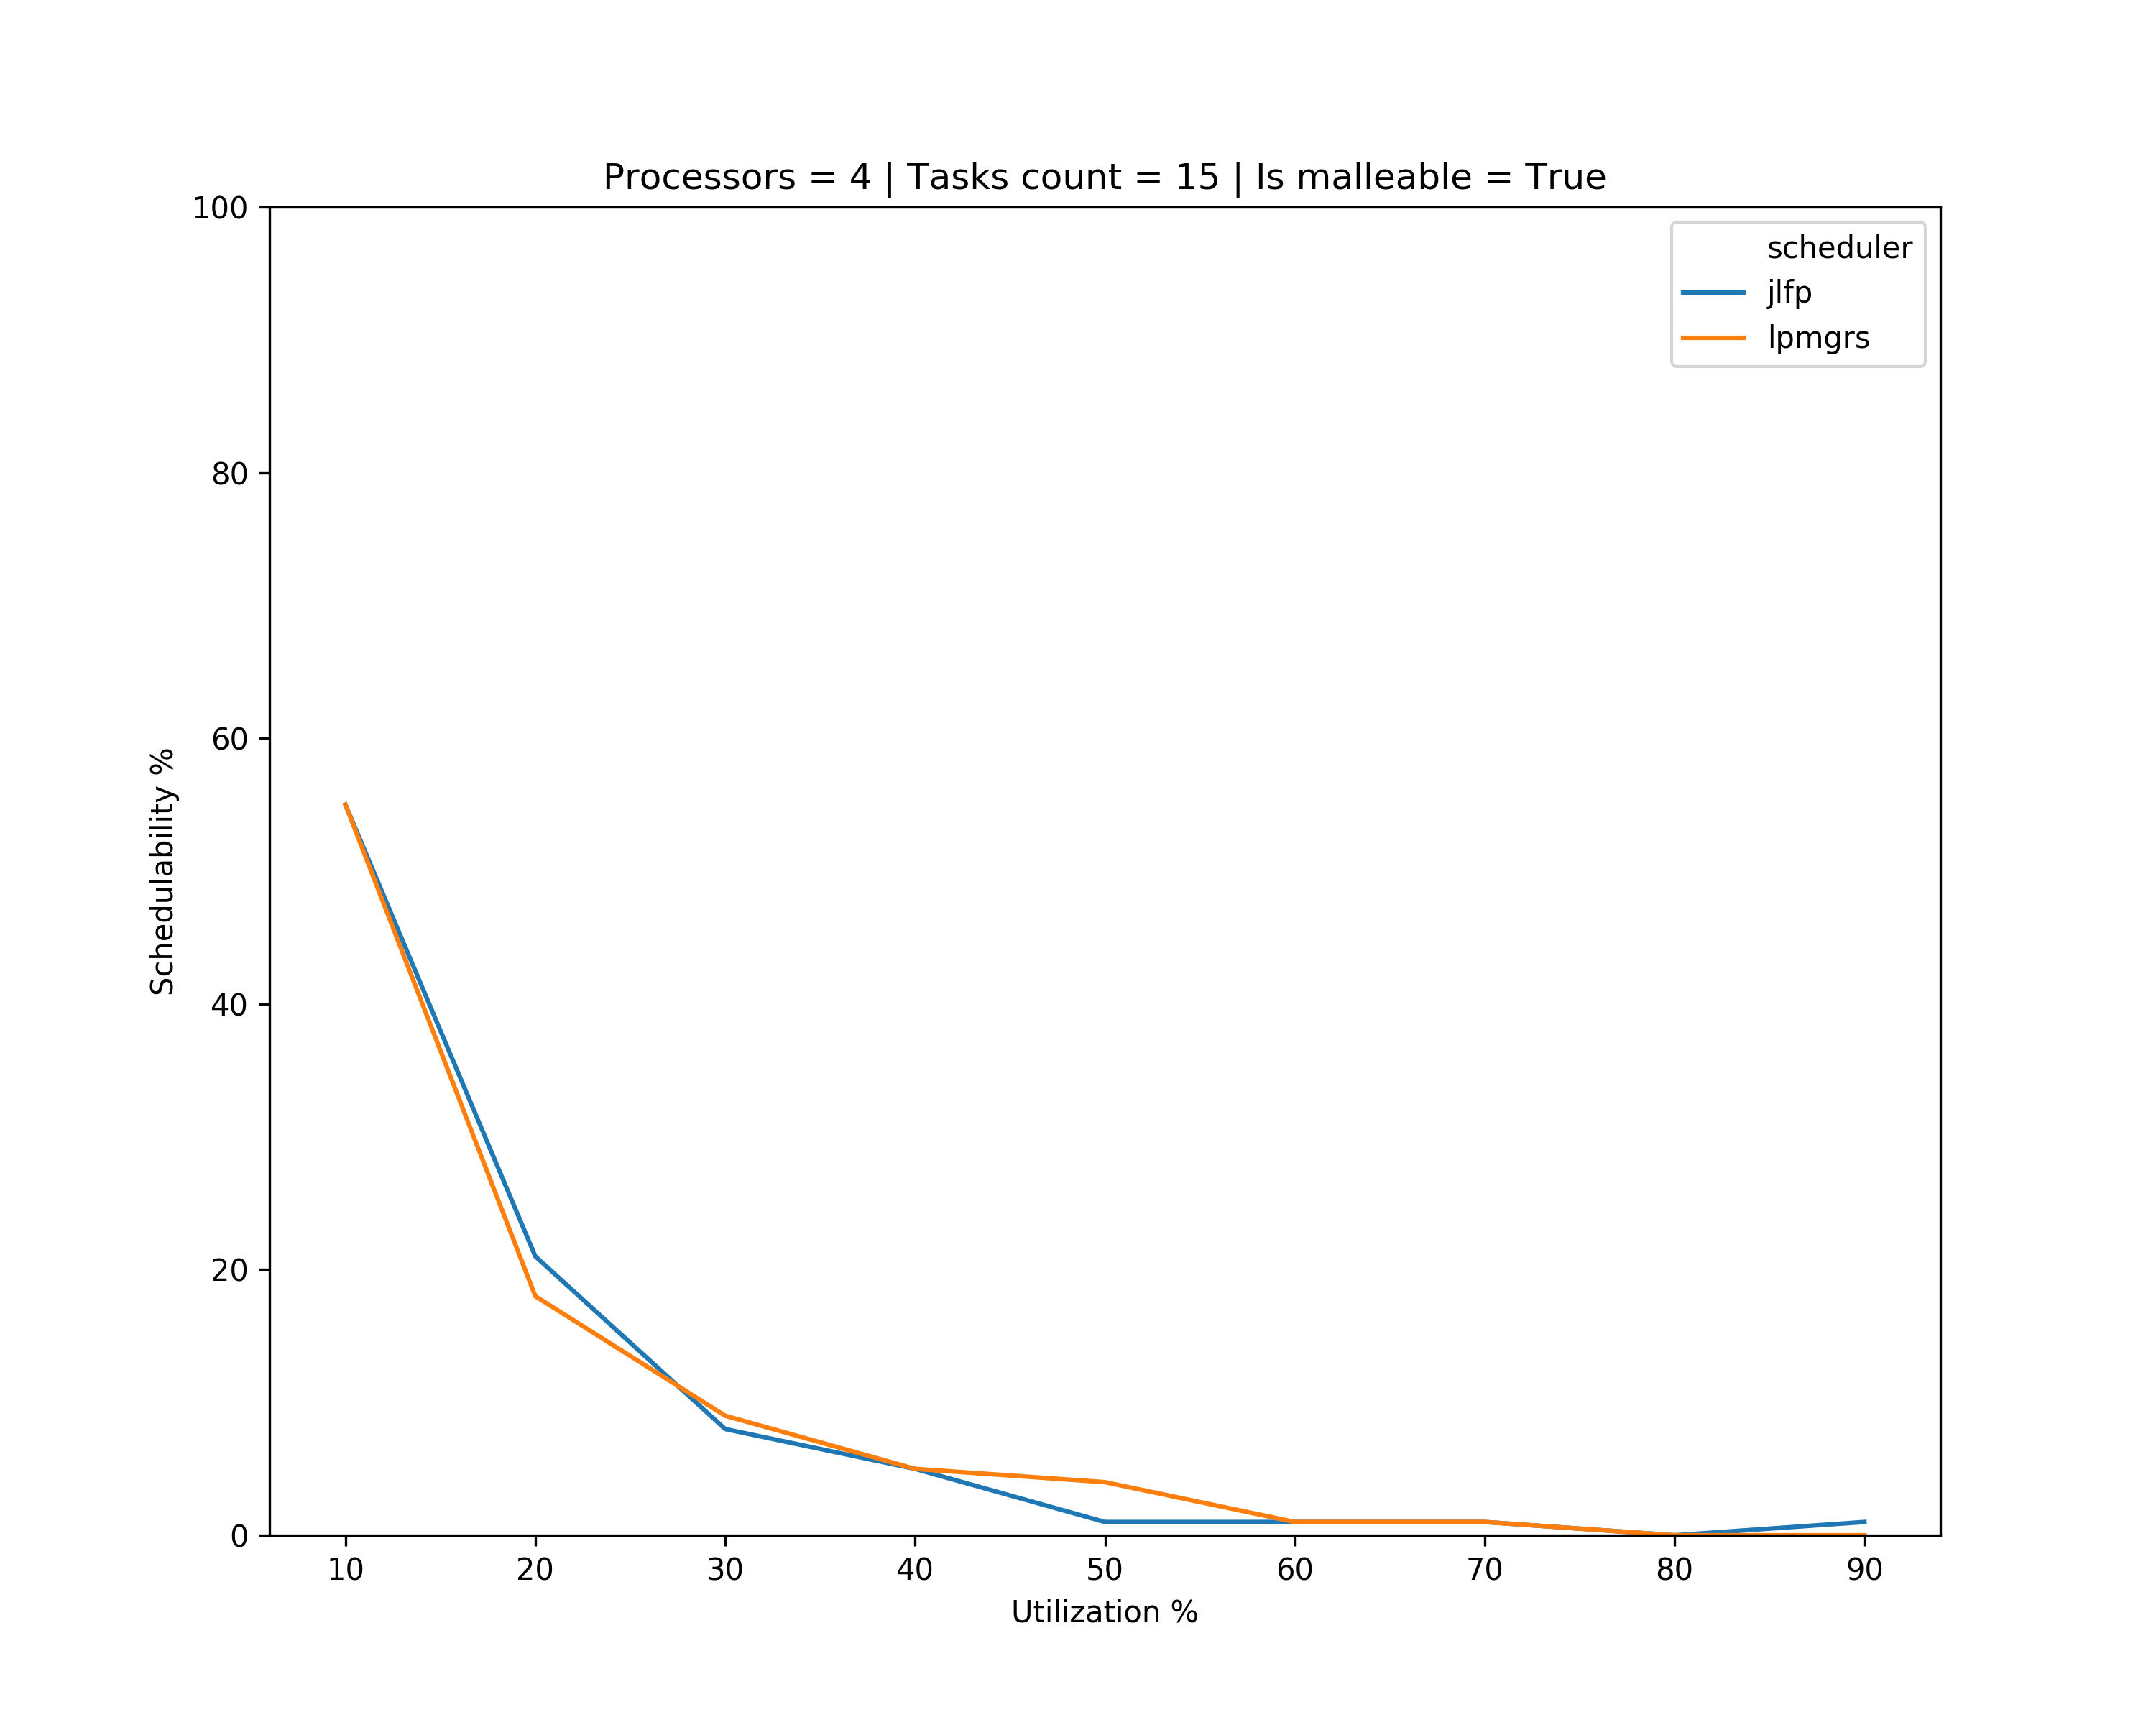 Processors = 4 | Tasks count = 15 | Is malleable = True
100
80
60
40
20
0
Schedulability %
scheduler
jlfp
lpmgrs
10 20 30 40 50 60 70 80 90
Utilization %